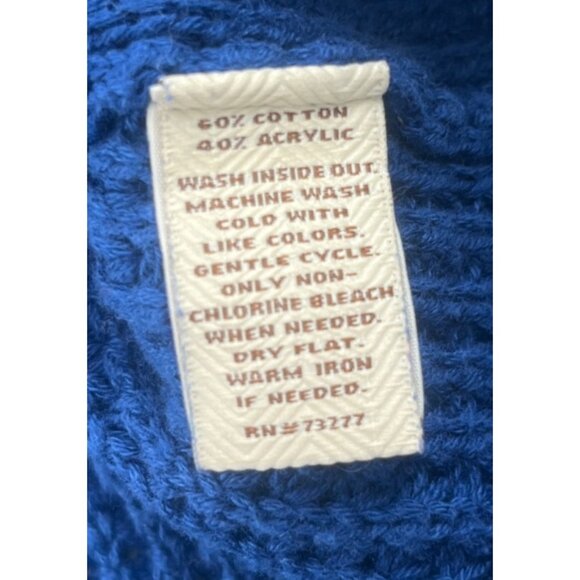 60% COTTON
40% ACRYLIC
WASH INSIDE OUT.
MACHINE WASH
COLD WITH
LIKE COLORS.
GENTLE CYCLE.
ONLY NON-
CHLORINE BLEACH
WHEN NEEDED.
DRY FLAT.
WARM IRON
IF NEEDED.
RN#73277